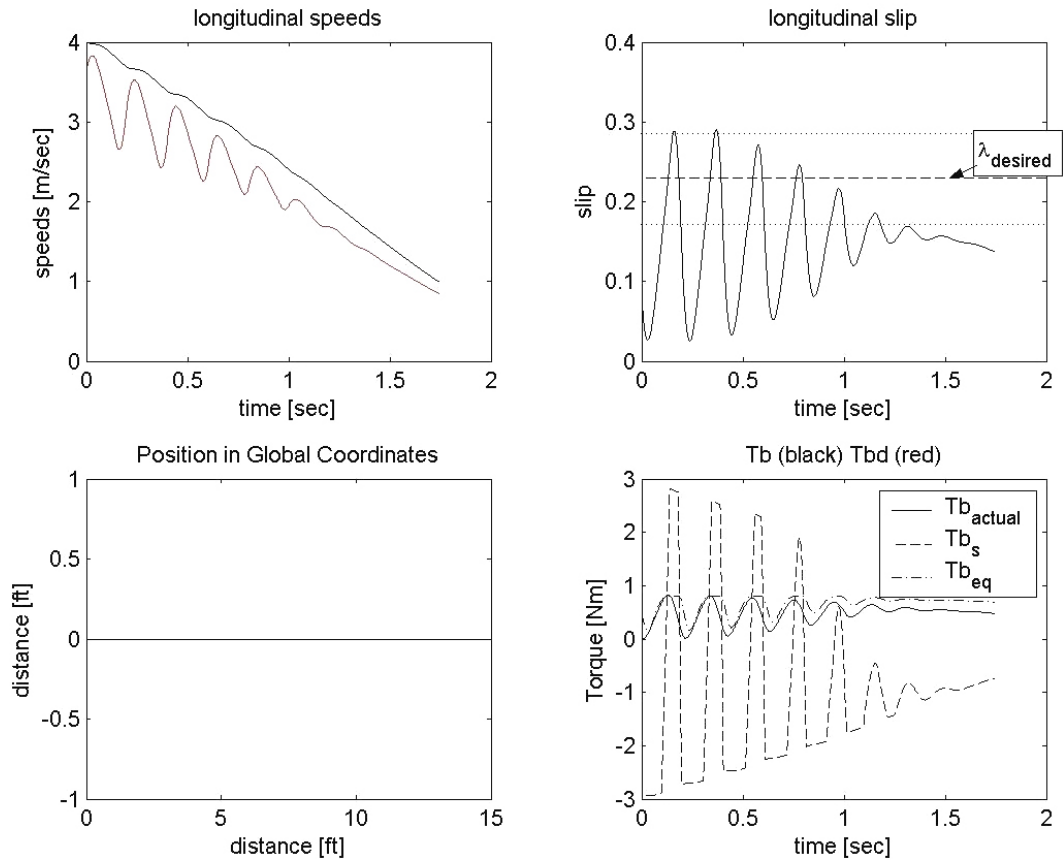 longitudinal speeds
4
3
2
1
0
speeds [m/sec]
0 0.5 1 1.5 2
time [sec]
longitudinal slip
0.4
0.3
0.2
0.1
0
slip
λdesired
0 0.5 1 1.5 2
time [sec]
Position in Global Coordinates
1
0.5
0
-0.5
-1
distance [ft]
0 5 10 15
distance [ft]
Tb (black) Tbd (red)
3
2
1
0
-1
-2
-3
Torque [Nm]
Tbactual
Tbs
Tbeq
0 0.5 1 1.5 2
time [sec]